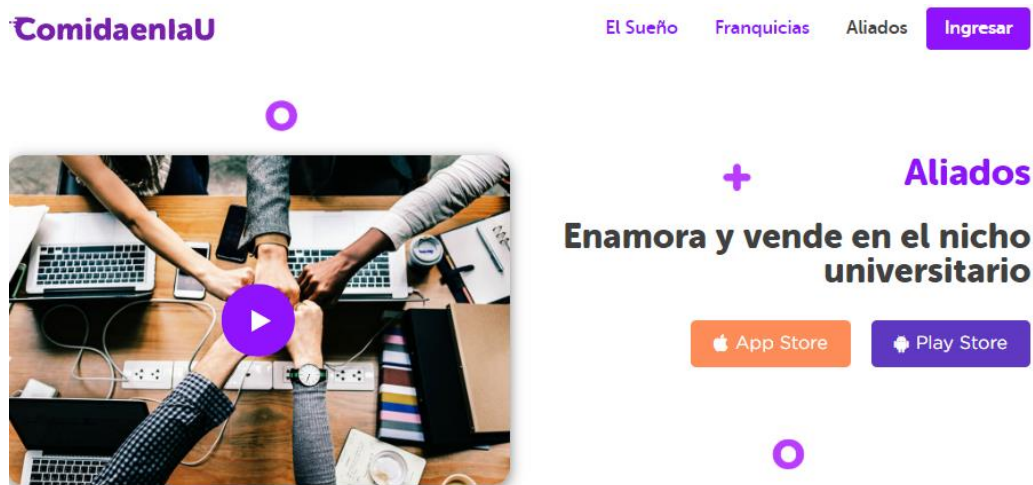 ComidaenlaU
El Sueño Franquicias Aliados Ingresar
Aliados
Enamora y vende en el nicho
universitario
App Store Play Store